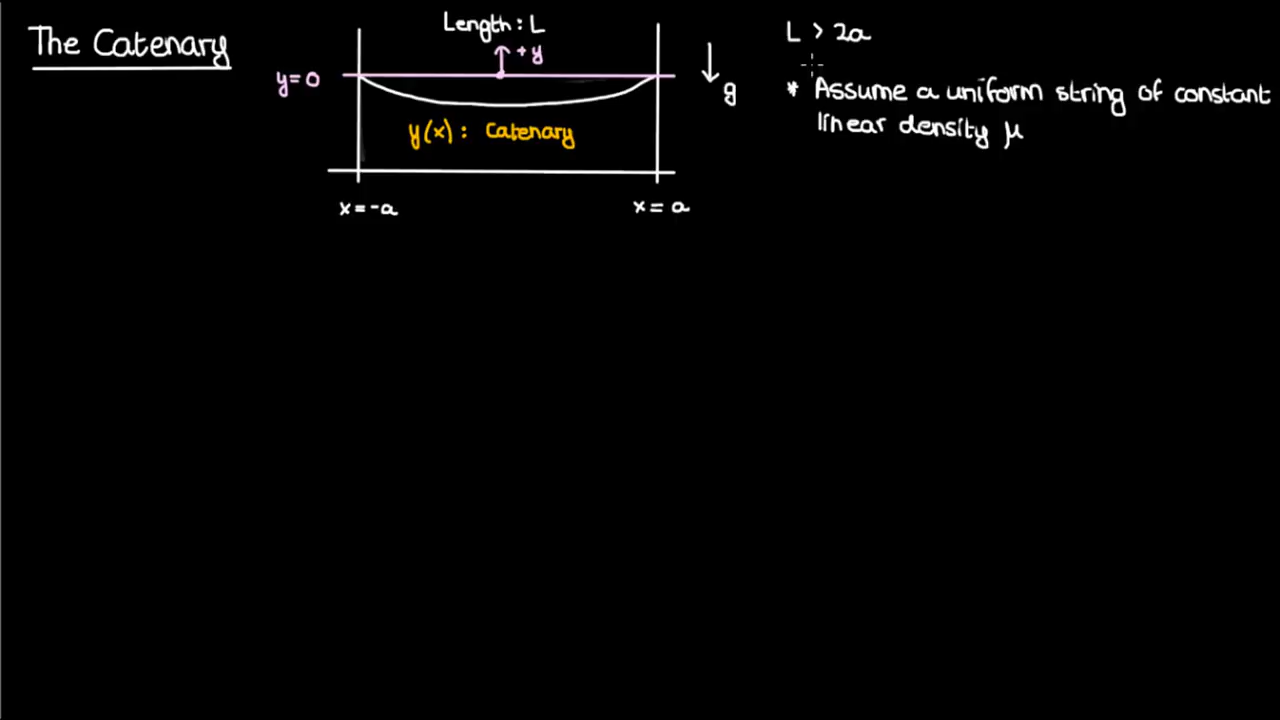 The Catenary
Length: L
+y
y=0
y(x): Catenary
x=-a
x=a
g
L > 2a
* Assume a uniform string of constant
linear density μ